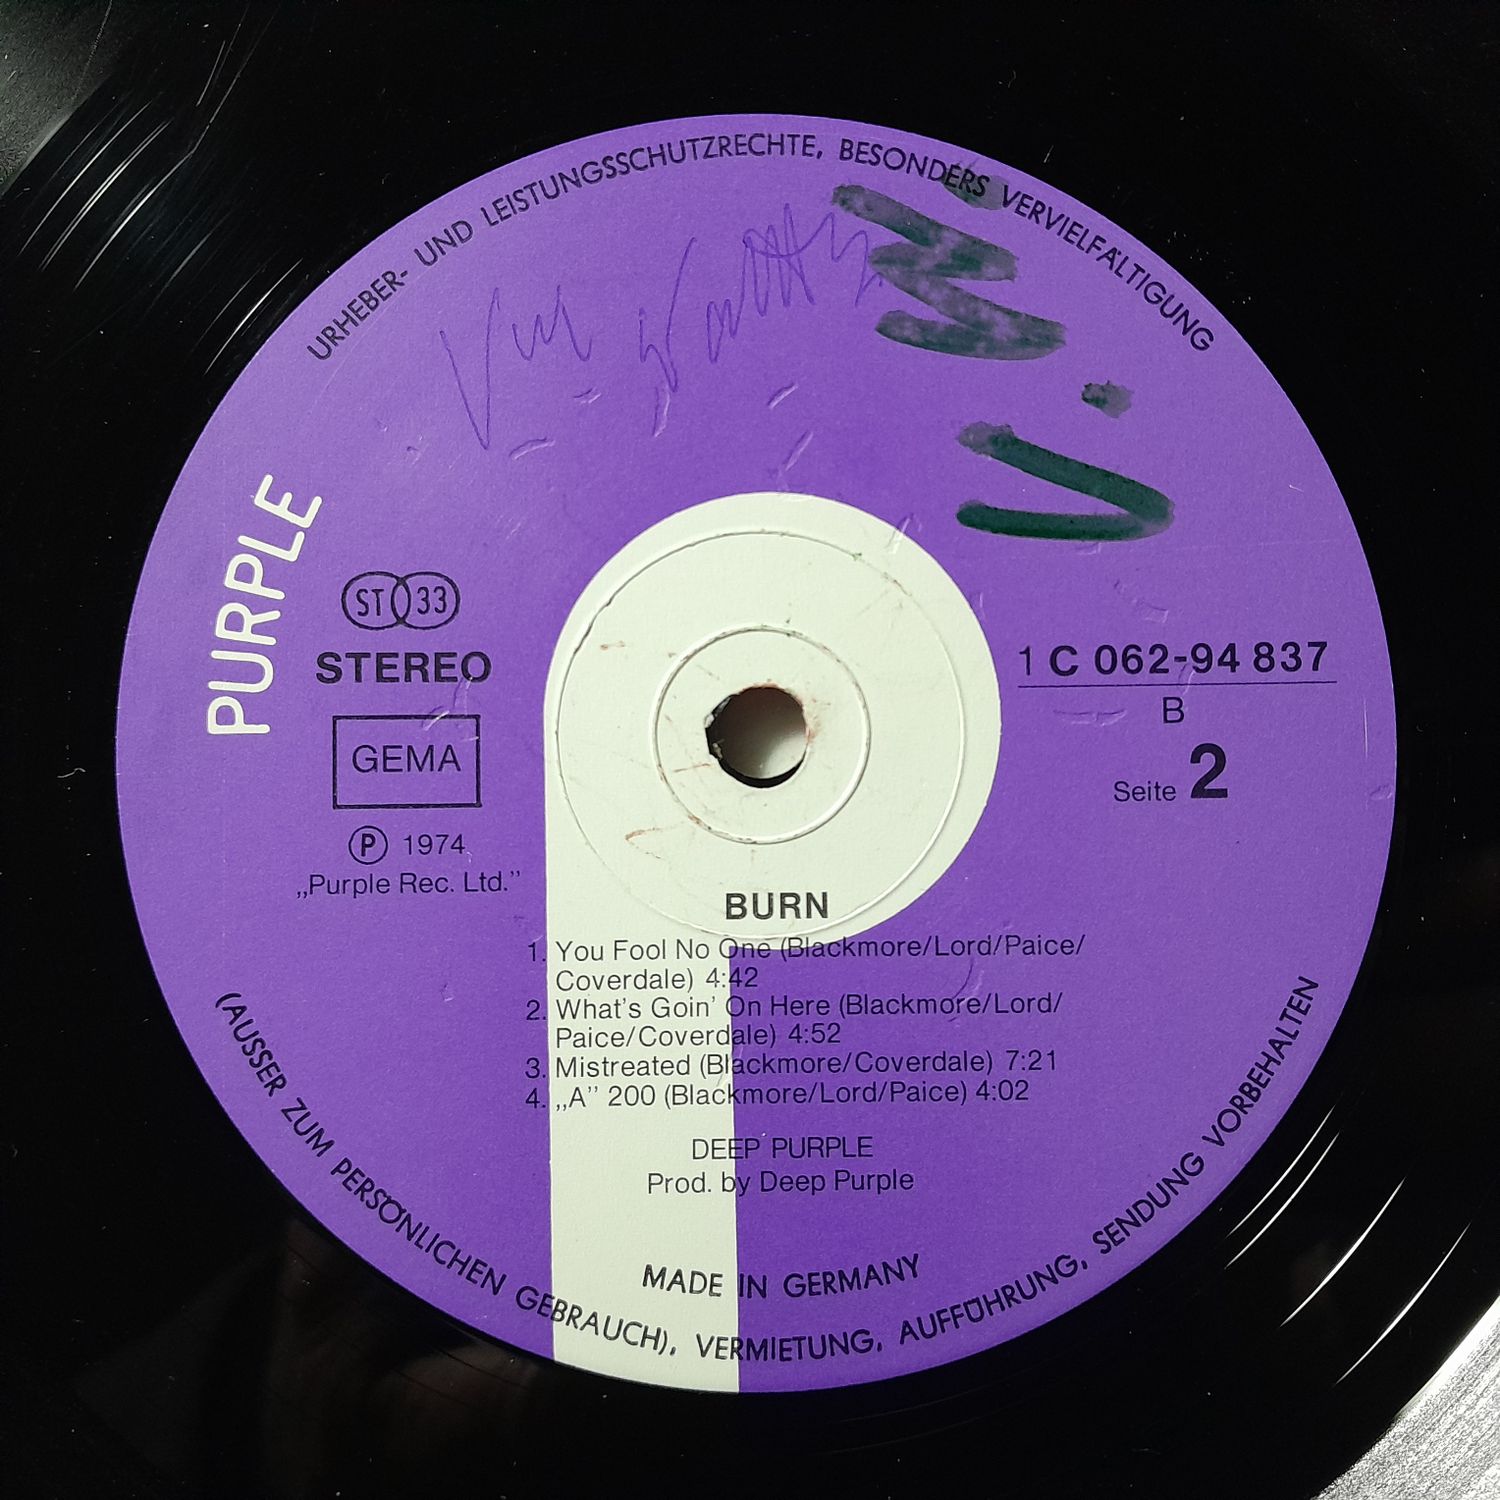 URHEBER- UND LEISTUNGSSCHUTZRECHTE, BESONDERS VERVIELFÄLTIGUNG
PURPLE
ST 33
STEREO
GEMA
Ⓟ 1974
„Purple Rec. Ltd.”
1 C 062-94 837
B
Seite 2
BURN
1. You Fool No One (Blackmore/Lord/Paice/
Coverdale) 4:42
2. What's Goin' On Here (Blackmore/Lord/
Paice/Coverdale) 4:52
3. Mistreated (Blackmore/Coverdale) 7:21
4. „A” 200 (Blackmore/Lord/Paice) 4:02
DEEP PURPLE
Prod. by Deep Purple
MADE IN GERMANY
(AUSSER ZUM PERSÖNLICHEN GEBRAUCH), VERMIETUNG, AUFFÜHRUNG, SENDUNG VORBEHALTEN